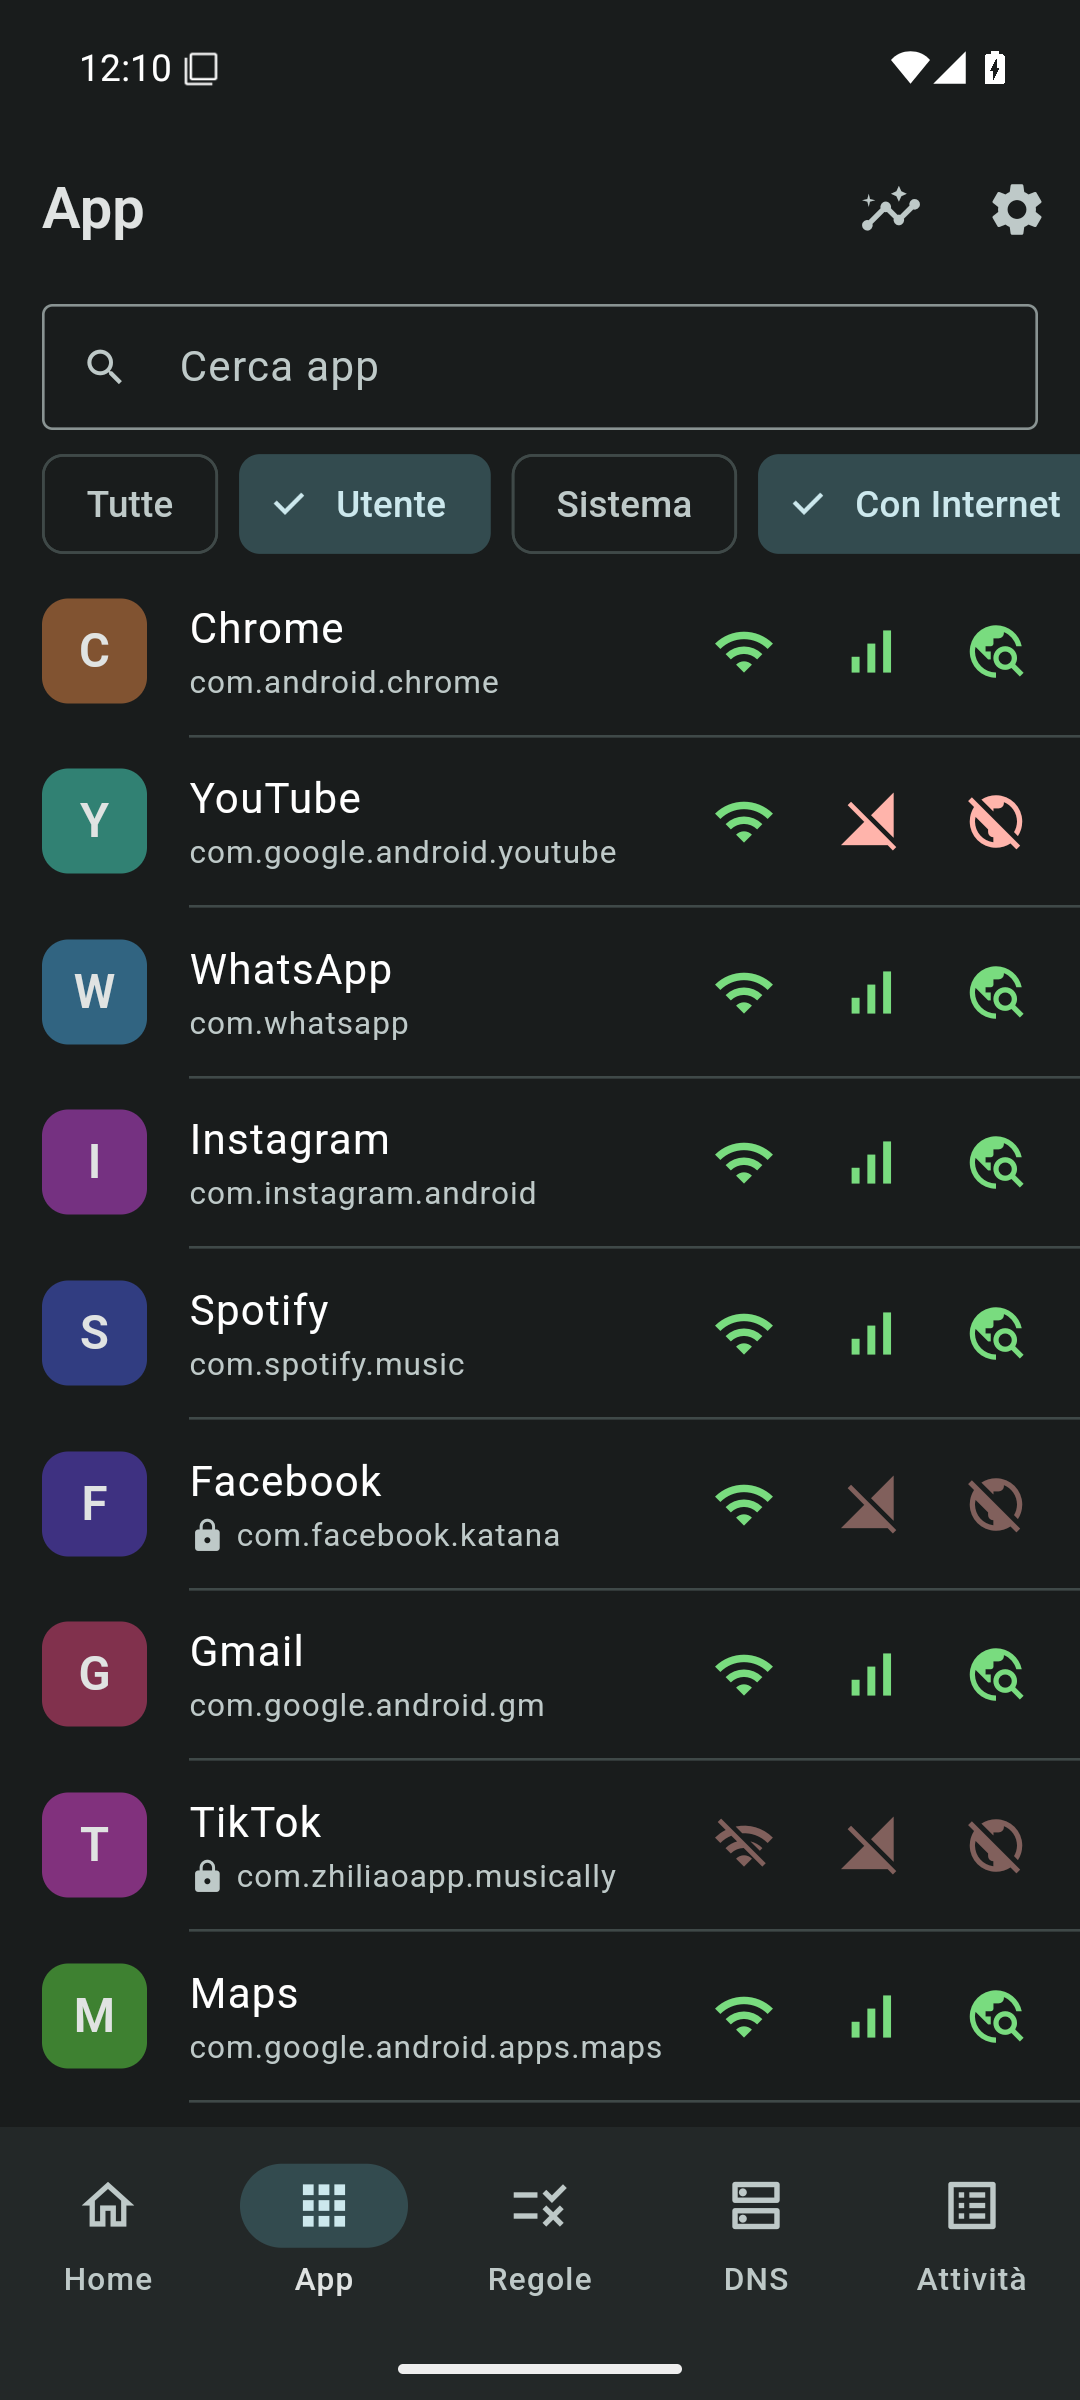 12:10
App
Cerca app
Tutte
Utente
Sistema
Con Internet
C
Chrome
com.android.chrome
Y
YouTube
com.google.android.youtube
W
WhatsApp
com.whatsapp
I
Instagram
com.instagram.android
S
Spotify
com.spotify.music
F
Facebook
com.facebook.katana
G
Gmail
com.google.android.gm
T
TikTok
com.zhiliaoapp.musically
M
Maps
com.google.android.apps.maps
Home
App
Regole
DNS
Attività